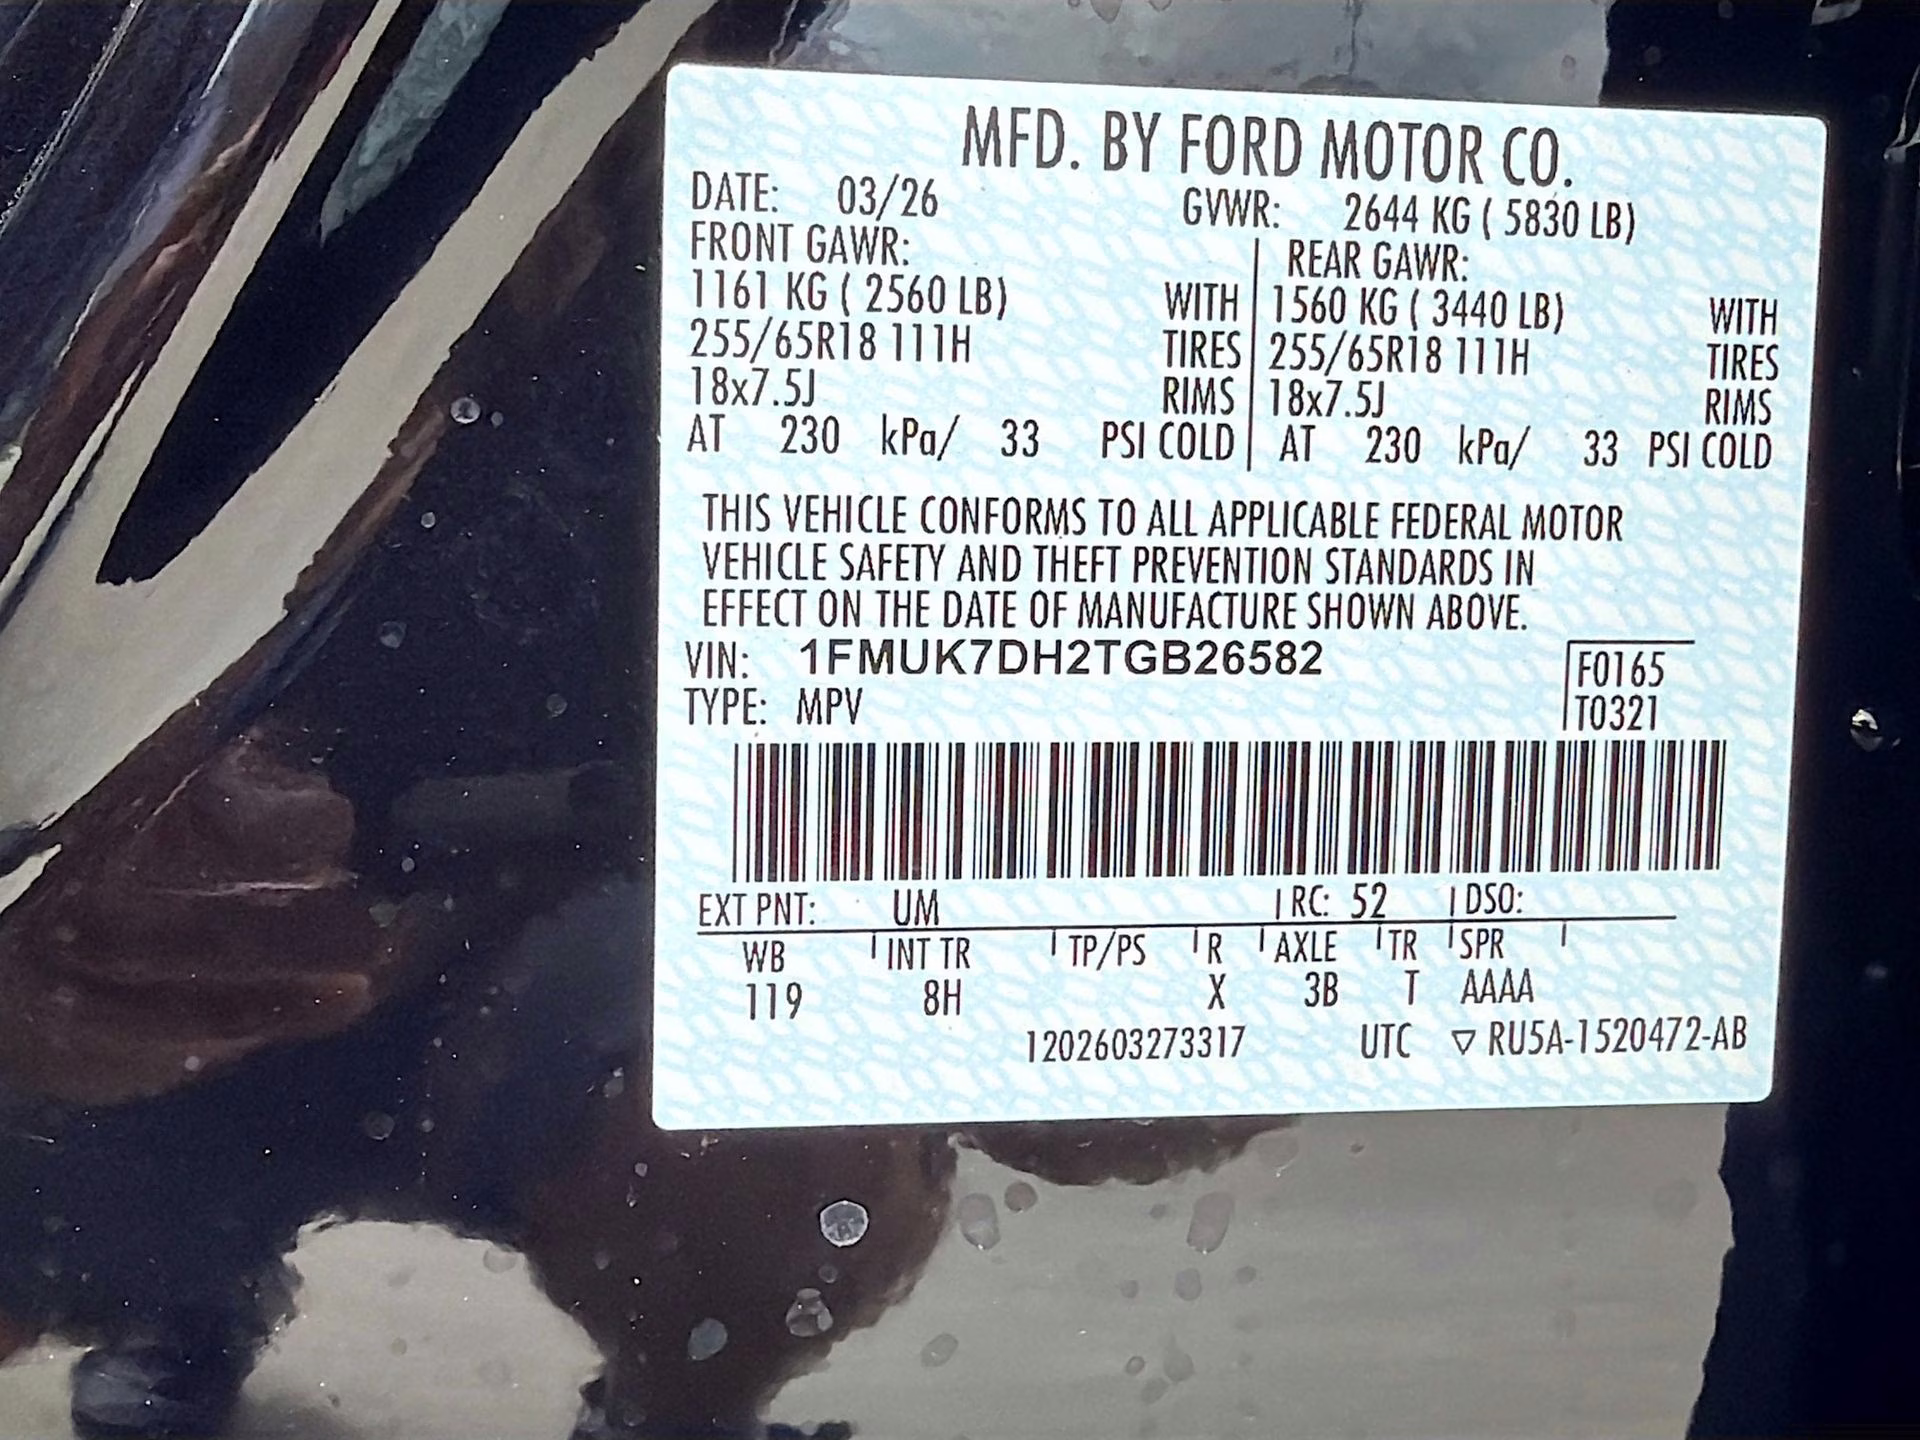 MFD. BY FORD MOTOR CO.
DATE: 03/26 GVWR: 2644 KG ( 5830 LB)
FRONT GAWR: REAR GAWR:
1161 KG ( 2560 LB) WITH 1560 KG ( 3440 LB) WITH
255/65R18 111H TIRES 255/65R18 111H TIRES
18x7.5J RIMS 18x7.5J RIMS
AT 230 kPa/ 33 PSI COLD AT 230 kPa/ 33 PSI COLD
THIS VEHICLE CONFORMS TO ALL APPLICABLE FEDERAL MOTOR
VEHICLE SAFETY AND THEFT PREVENTION STANDARDS IN
EFFECT ON THE DATE OF MANUFACTURE SHOWN ABOVE.
VIN: 1FMUK7DH2TGB26582 F0165
TYPE: MPV T0321
EXT PNT: UM RC: 52 DSO:
WB INT TR TP/PS R AXLE TR SPR
119 8H X 3B T AAAA
1202603273317 UTC ▽ RU5A-1520472-AB